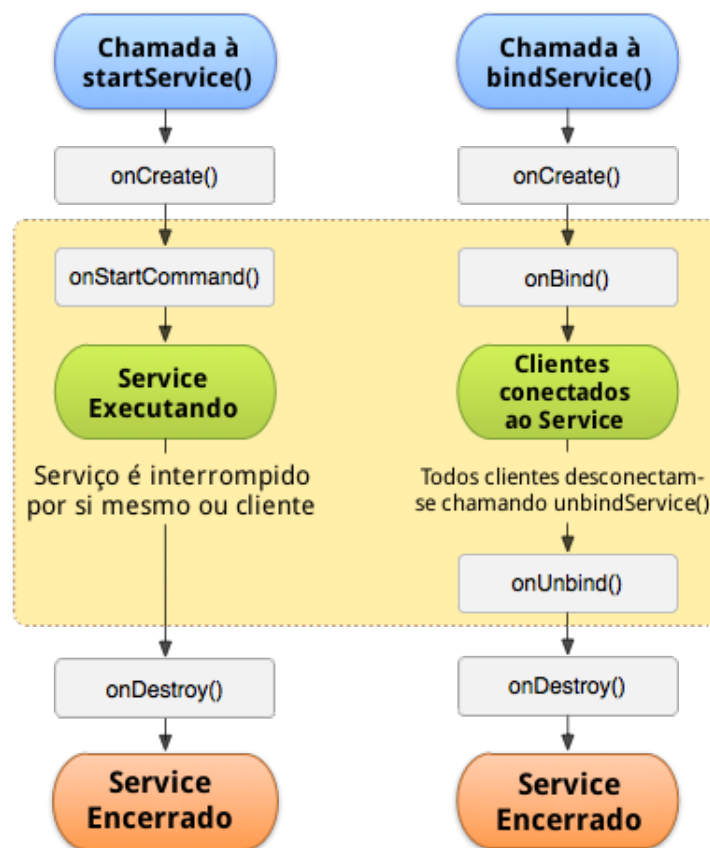 Chamada à
startService()
onCreate()
onStartCommand()
Service
Executando
Serviço é interrompido
por si mesmo ou cliente
onDestroy()
Service
Encerrado
Chamada à
bindService()
onCreate()
onBind()
Clientes
conectados
ao Service
Todos clientes desconectam-
se chamando unbindService()
onUnbind()
onDestroy()
Service
Encerrado